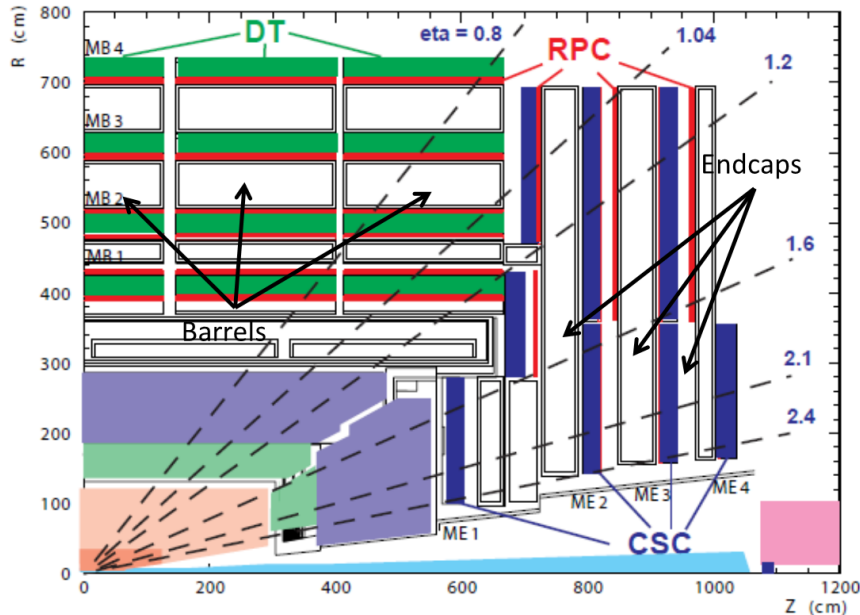 R (cm)
800
700
600
500
400
300
200
100
0
MB 4
MB 3
MB 2
MB 1
DT
eta = 0.8
1.04
1.2
RPC
Endcaps
1.6
Barrels
2.1
2.4
ME 1
ME 2
ME 3
ME 4
CSC
0
200
400
600
800
1000
1200
Z (cm)